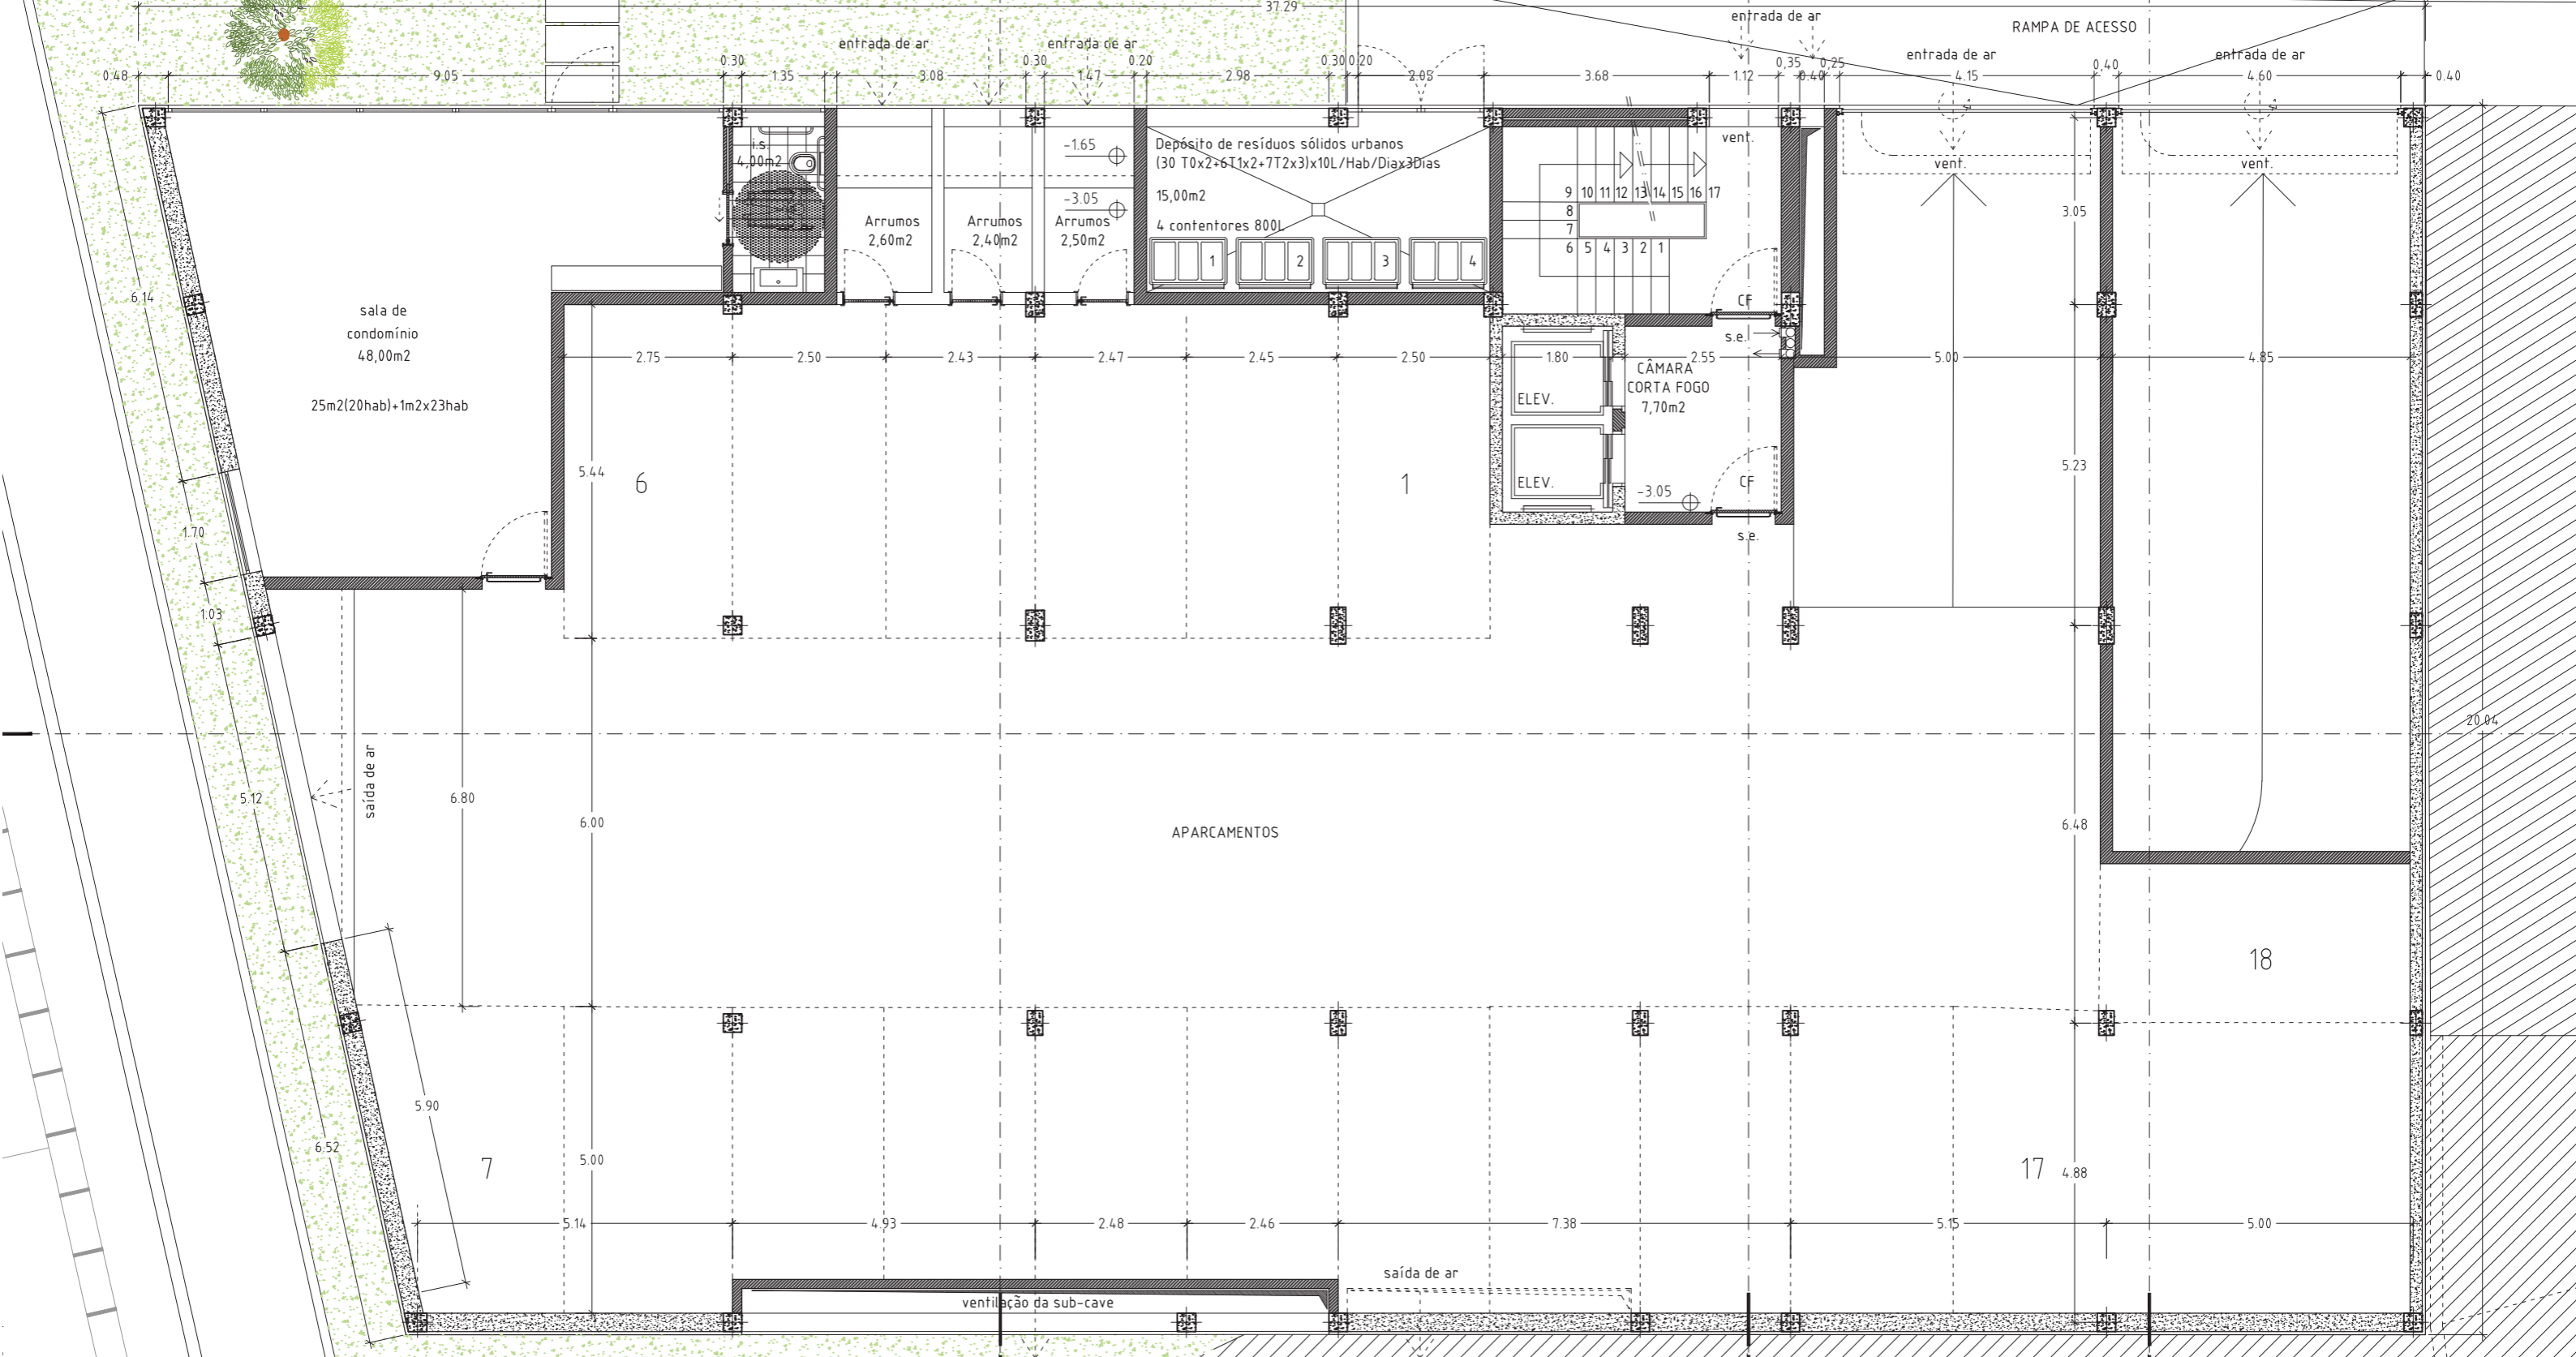 37.29
entrada de ar
RAMPA DE ACESSO
entrada de ar
entrada de ar
entrada de ar
entrada de ar
0.48
9.05
0.30
1.35
3.08
0.30
1.47
0.20
2.98
0.30
0.20
2.05
3.68
1.12
0,35
0.40
0,25
4.15
0,40
4.60
0.40
i.s.
4,00m2
-1.65
Depósito de resíduos sólidos urbanos
(30 T0x2+6T1x2+7T2x3)x10L/Hab/Diax3Dias
15,00m2
4 contentores 800L
1
2
3
4
vent.
vent.
vent.
-3.05
Arrumos
2,60m2
Arrumos
2,40m2
Arrumos
2,50m2
9 10 11 12 13 14 15 16 17
8
7
6 5 4 3 2 1
3.05
6.14
sala de
condomínio
48,00m2
25m2(20hab)+1m2x23hab
CF
s.e.
2.75
2.50
2.43
2.47
2.45
2.50
1.80
2.55
5.00
4.85
CÂMARA
CORTA FOGO
7,70m2
ELEV.
ELEV.
5.44
6
1
-3.05
CF
s.e.
5.23
1.70
1.03
20.04
saída de ar
5.12
6.80
6.00
APARCAMENTOS
6.48
18
5.90
6.52
7
5.00
17
4.88
5.14
4.93
2.48
2.46
7.38
5.15
5.00
saída de ar
ventilação da sub-cave